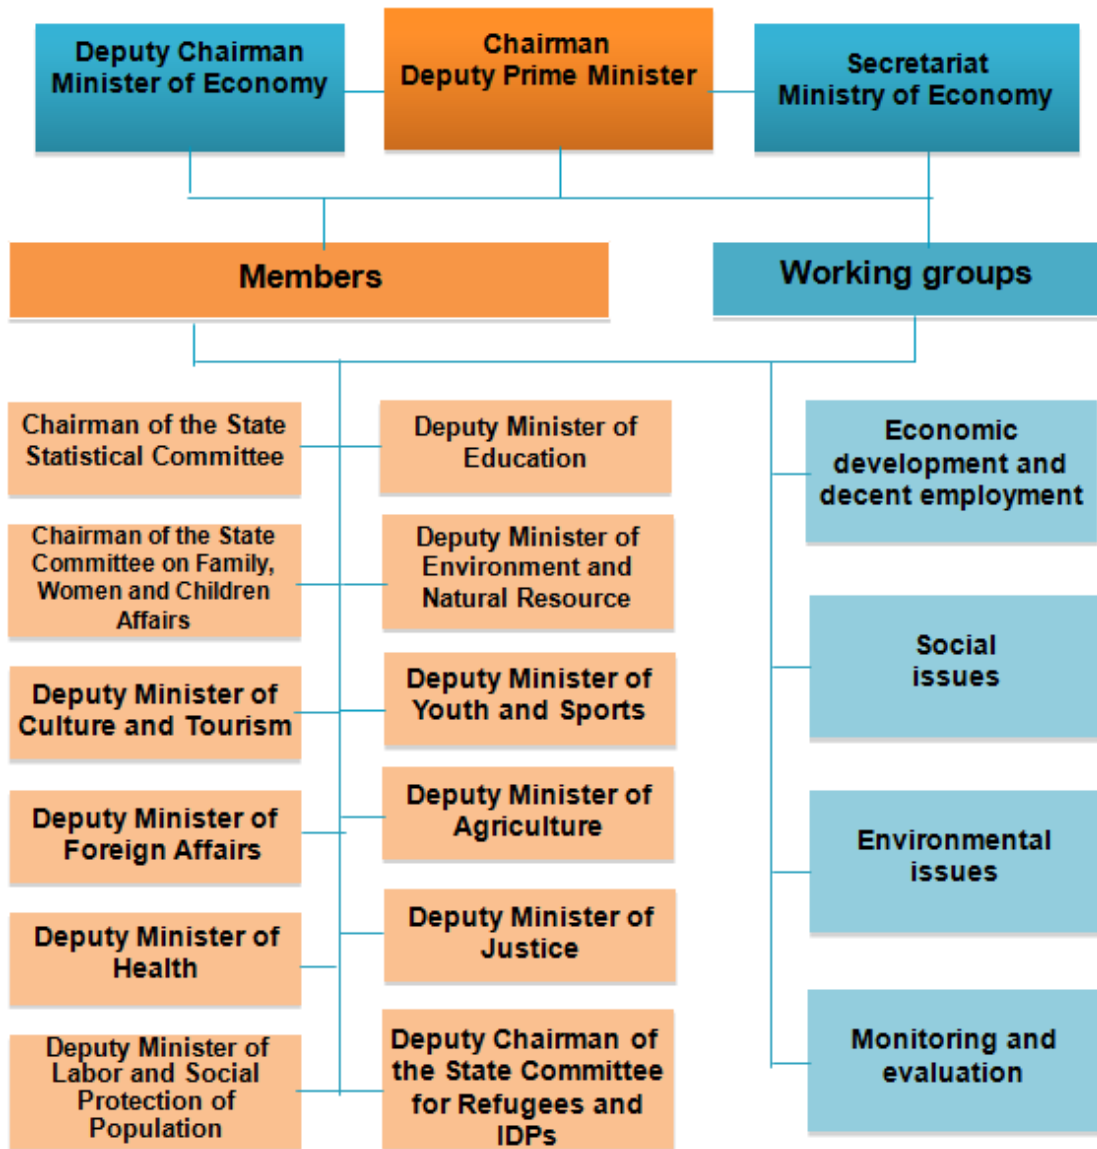 Deputy Chairman
Minister of Economy
Chairman
Deputy Prime Minister
Secretariat
Ministry of Economy
Members
Working groups
Chairman of the State
Statistical Committee
Deputy Minister of
Education
Economic
development and
decent employment
Chairman of the State
Committee on Family,
Women and Children
Affairs
Deputy Minister of
Environment and
Natural Resource
Social
issues
Deputy Minister of
Culture and Tourism
Deputy Minister of
Youth and Sports
Deputy Minister of
Foreign Affairs
Deputy Minister of
Agriculture
Environmental
issues
Deputy Minister of
Health
Deputy Minister of
Justice
Deputy Minister of
Labor and Social
Protection of
Population
Deputy Chairman of
the State Committee
for Refugees and
IDPs
Monitoring and
evaluation